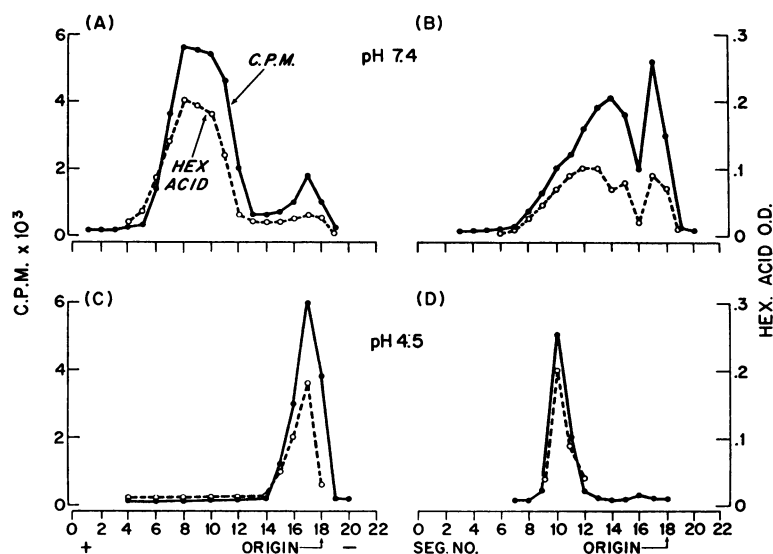 (A)
(B)
pH 7.4
C.P.M.
HEX
ACID
6
4
2
0
.3
.2
.1
0
C.P.M. x 10³
HEX. ACID O.D.
(C)
(D)
pH 4.5
6
4
2
0
.3
.2
.1
0
0 2 4 6 8 10 12 14 16 18 20 22
0 2 4 6 8 10 12 14 16 18 20 22
+ ORIGIN –
SEG. NO. ORIGIN